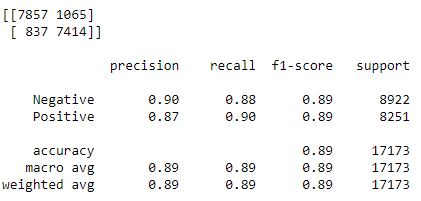 [[7857 1065]
 [ 837 7414]]
              precision    recall  f1-score   support

    Negative       0.90      0.88      0.89      8922
    Positive       0.87      0.90      0.89      8251

    accuracy                           0.89     17173
   macro avg       0.89      0.89      0.89     17173
weighted avg       0.89      0.89      0.89     17173